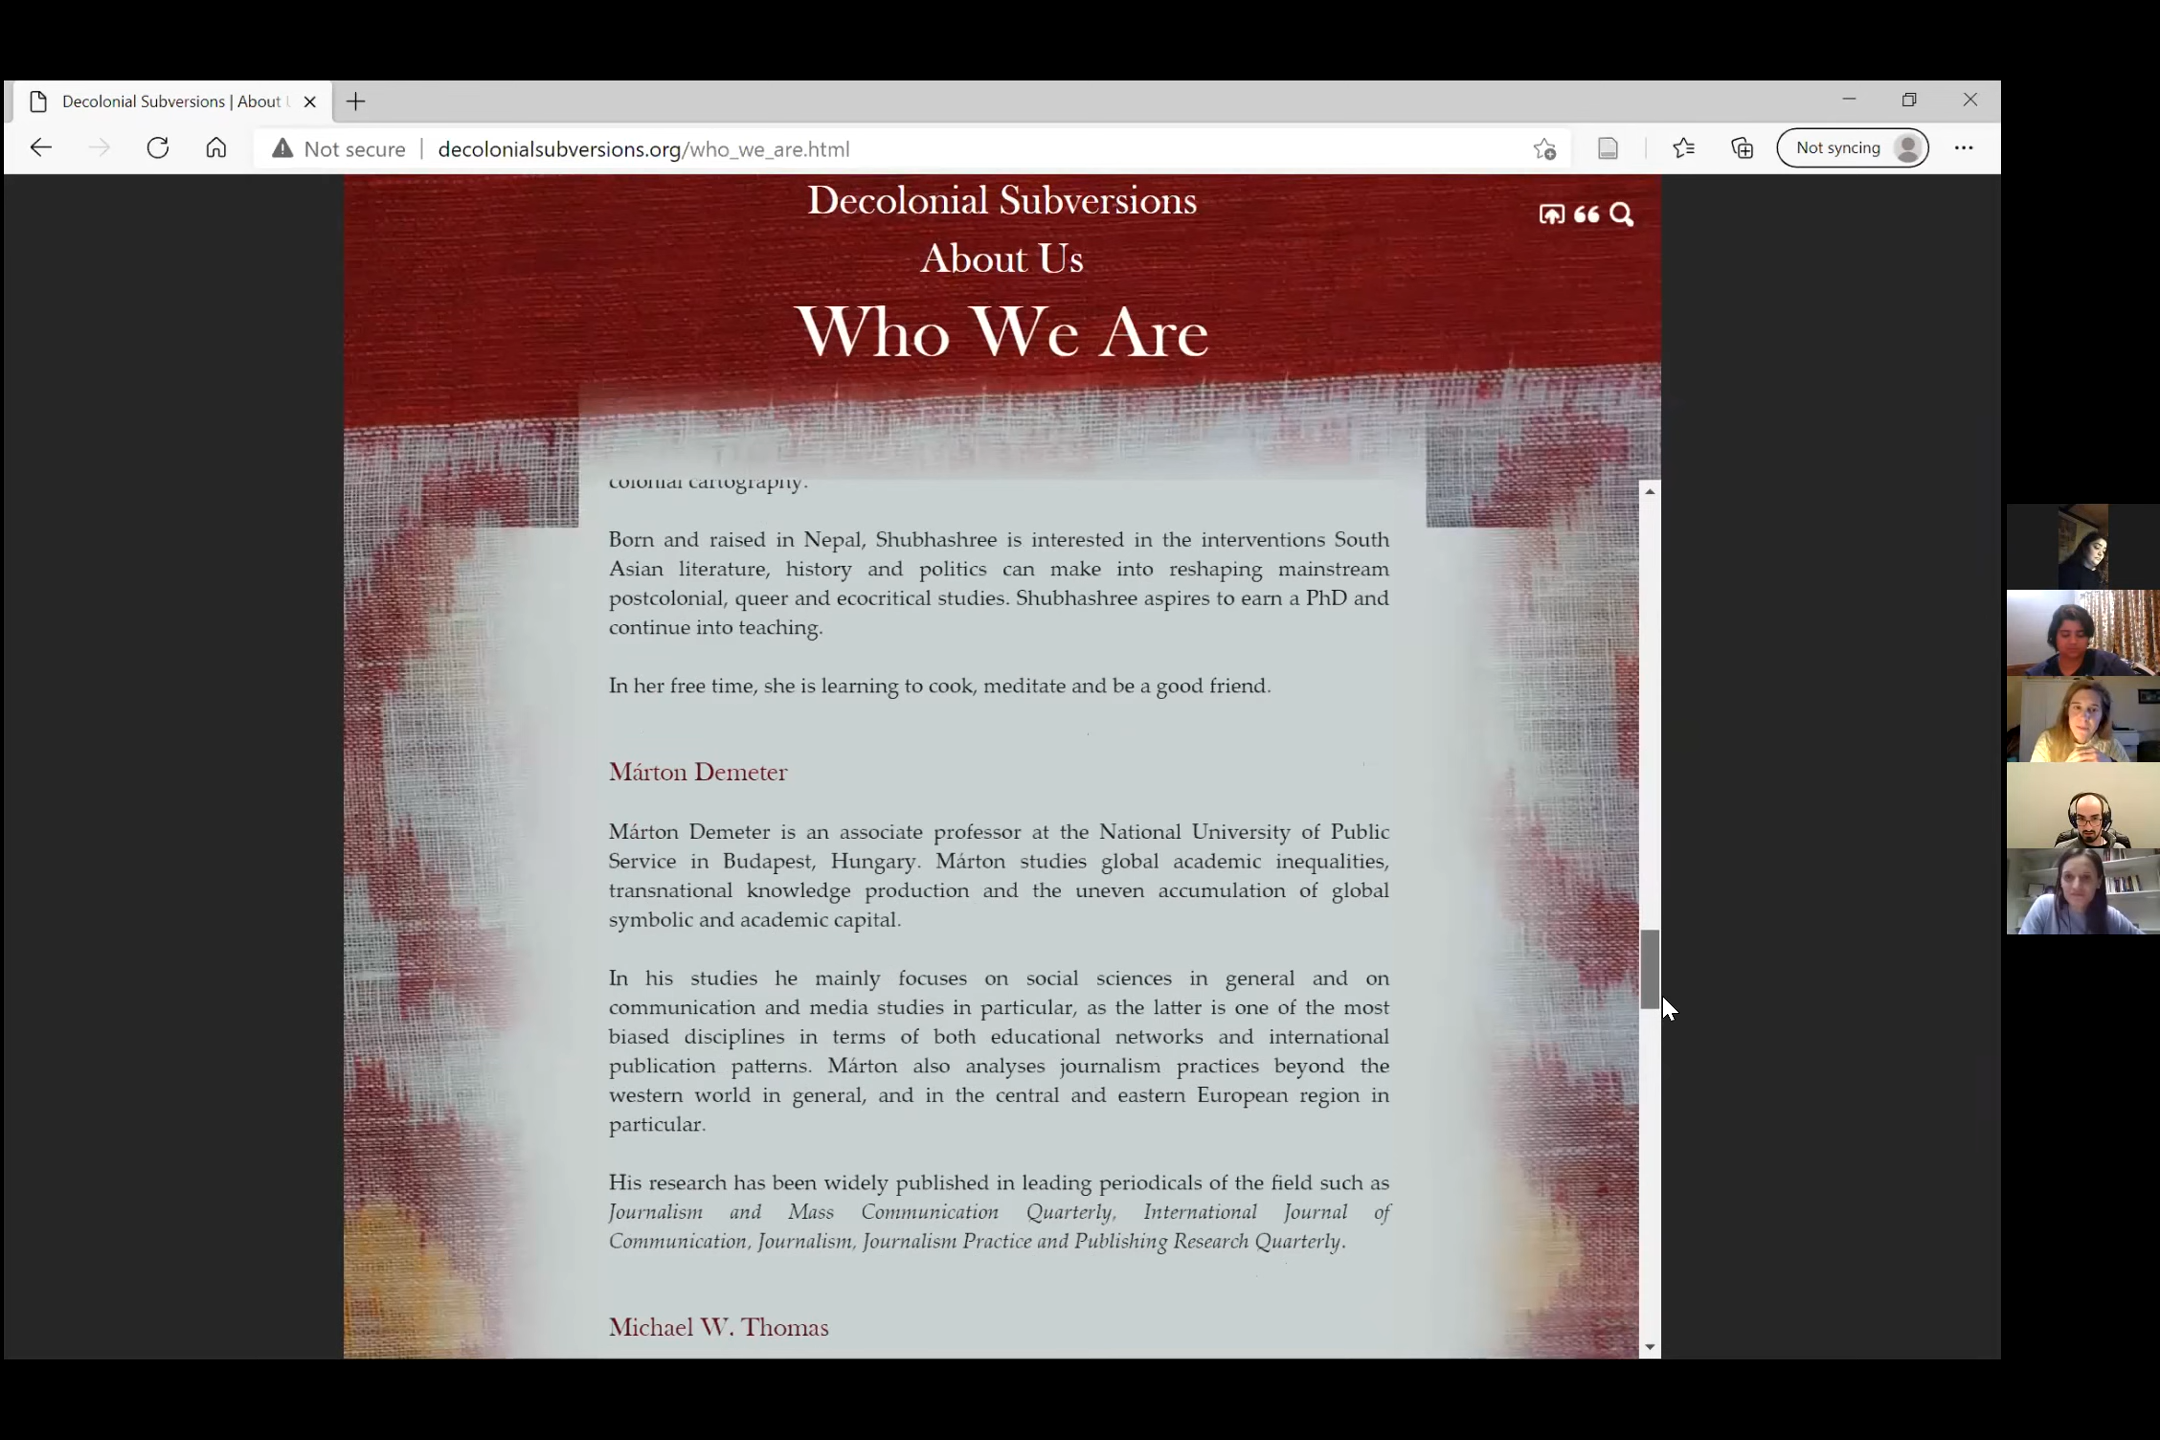 Decolonial Subversions | About
Not secure
decolonialsubversions.org/who_we_are.html
Not syncing
Decolonial Subversions
About Us
Who We Are
colonial cartography.
Born and raised in Nepal, Shubhashree is interested in the interventions South
Asian literature, history and politics can make into reshaping mainstream
postcolonial, queer and ecocritical studies. Shubhashree aspires to earn a PhD and
continue into teaching.
In her free time, she is learning to cook, meditate and be a good friend.
Márton Demeter
Márton Demeter is an associate professor at the National University of Public
Service in Budapest, Hungary. Márton studies global academic inequalities,
transnational knowledge production and the uneven accumulation of global
symbolic and academic capital.
In his studies he mainly focuses on social sciences in general and on
communication and media studies in particular, as the latter is one of the most
biased disciplines in terms of both educational networks and international
publication patterns. Márton also analyses journalism practices beyond the
western world in general, and in the central and eastern European region in
particular.
His research has been widely published in leading periodicals of the field such as
Journalism and Mass Communication Quarterly, International Journal of
Communication, Journalism, Journalism Practice and Publishing Research Quarterly.
Michael W. Thomas